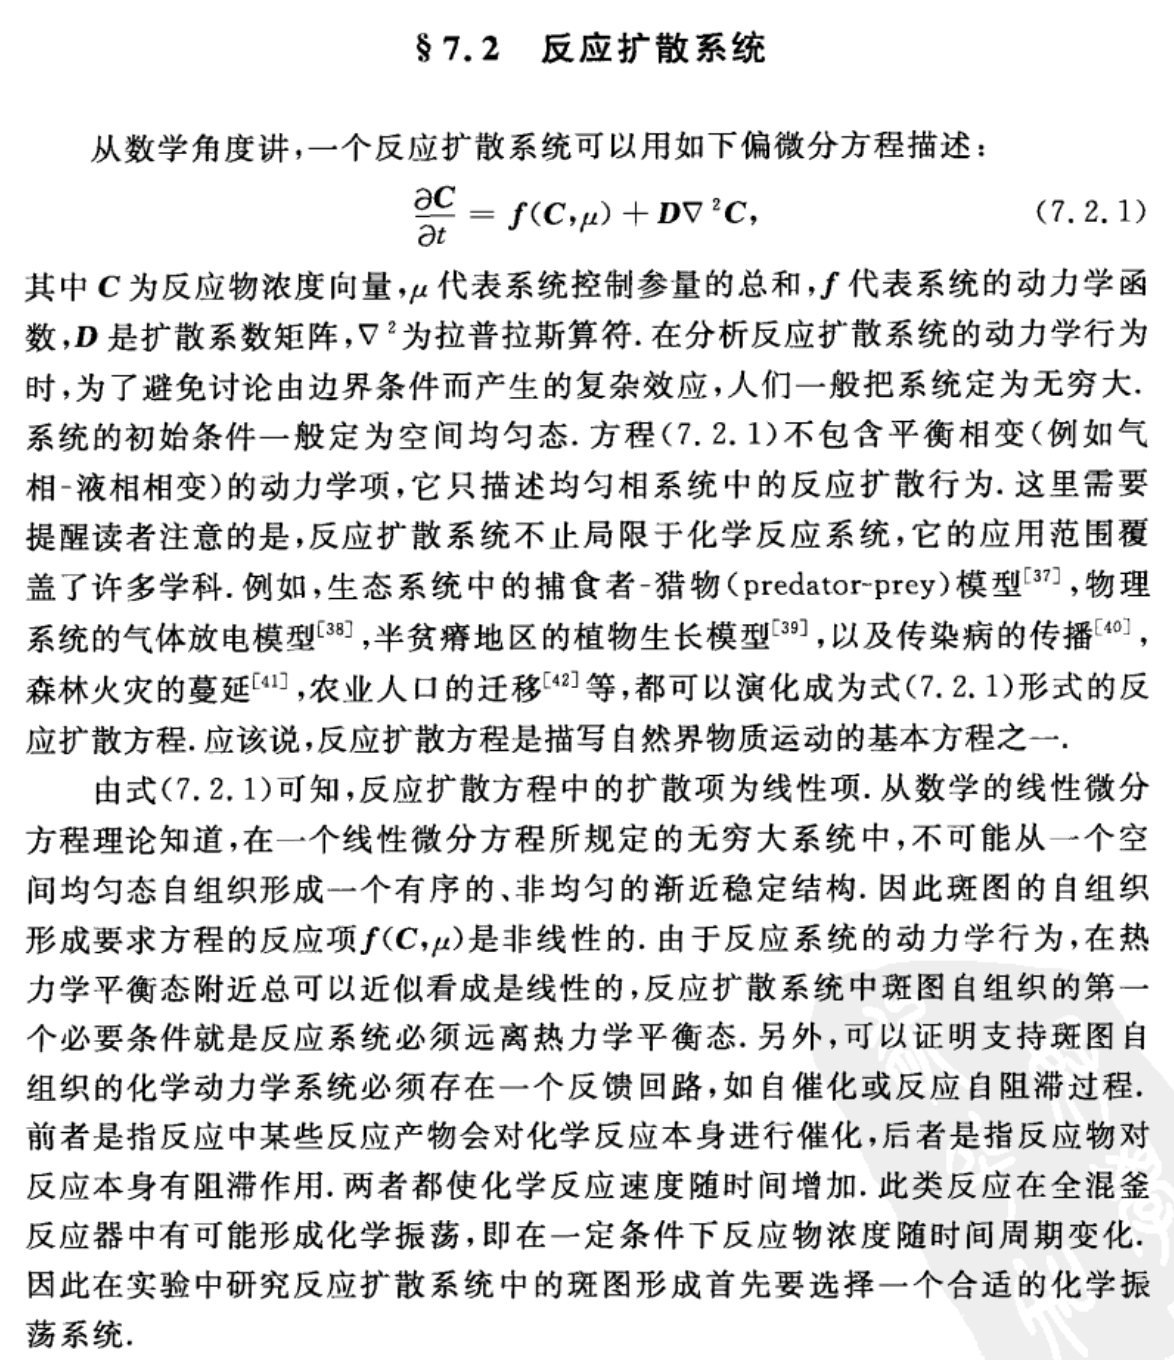 §7.2 反应扩散系统
从数学角度讲,一个反应扩散系统可以用如下偏微分方程描述:
∂C/∂t = f(C,μ) + D∇²C, (7.2.1)
其中 C 为反应物浓度向量,μ 代表系统控制参量的总和,f 代表系统的动力学函
数,D 是扩散系数矩阵,∇²为拉普拉斯算符.在分析反应扩散系统的动力学行为
时,为了避免讨论由边界条件而产生的复杂效应,人们一般把系统定为无穷大.
系统的初始条件一般定为空间均匀态.方程(7.2.1)不包含平衡相变(例如气
相-液相相变)的动力学项,它只描述均匀相系统中的反应扩散行为.这里需要
提醒读者注意的是,反应扩散系统不止局限于化学反应系统,它的应用范围覆
盖了许多学科.例如,生态系统中的捕食者-猎物(predator-prey)模型[37],物理
系统的气体放电模型[38],半贫瘠地区的植物生长模型[39],以及传染病的传播[40],
森林火灾的蔓延[41],农业人口的迁移[42]等,都可以演化成为式(7.2.1)形式的反
应扩散方程.应该说,反应扩散方程是描写自然界物质运动的基本方程之一.
由式(7.2.1)可知,反应扩散方程中的扩散项为线性项.从数学的线性微分
方程理论知道,在一个线性微分方程所规定的无穷大系统中,不可能从一个空
间均匀态自组织形成一个有序的、非均匀的渐近稳定结构.因此斑图的自组织
形成要求方程的反应项f(C,μ)是非线性的.由于反应系统的动力学行为,在热
力学平衡态附近总可以近似看成是线性的,反应扩散系统中斑图自组织的第一
个必要条件就是反应系统必须远离热力学平衡态.另外,可以证明支持斑图自
组织的化学动力学系统必须存在一个反馈回路,如自催化或反应自阻滞过程.
前者是指反应中某些反应产物会对化学反应本身进行催化,后者是指反应物对
反应本身有阻滞作用.两者都使化学反应速度随时间增加.此类反应在全混釜
反应器中有可能形成化学振荡,即在一定条件下反应物浓度随时间周期变化.
因此在实验中研究反应扩散系统中的斑图形成首先要选择一个合适的化学振
荡系统.